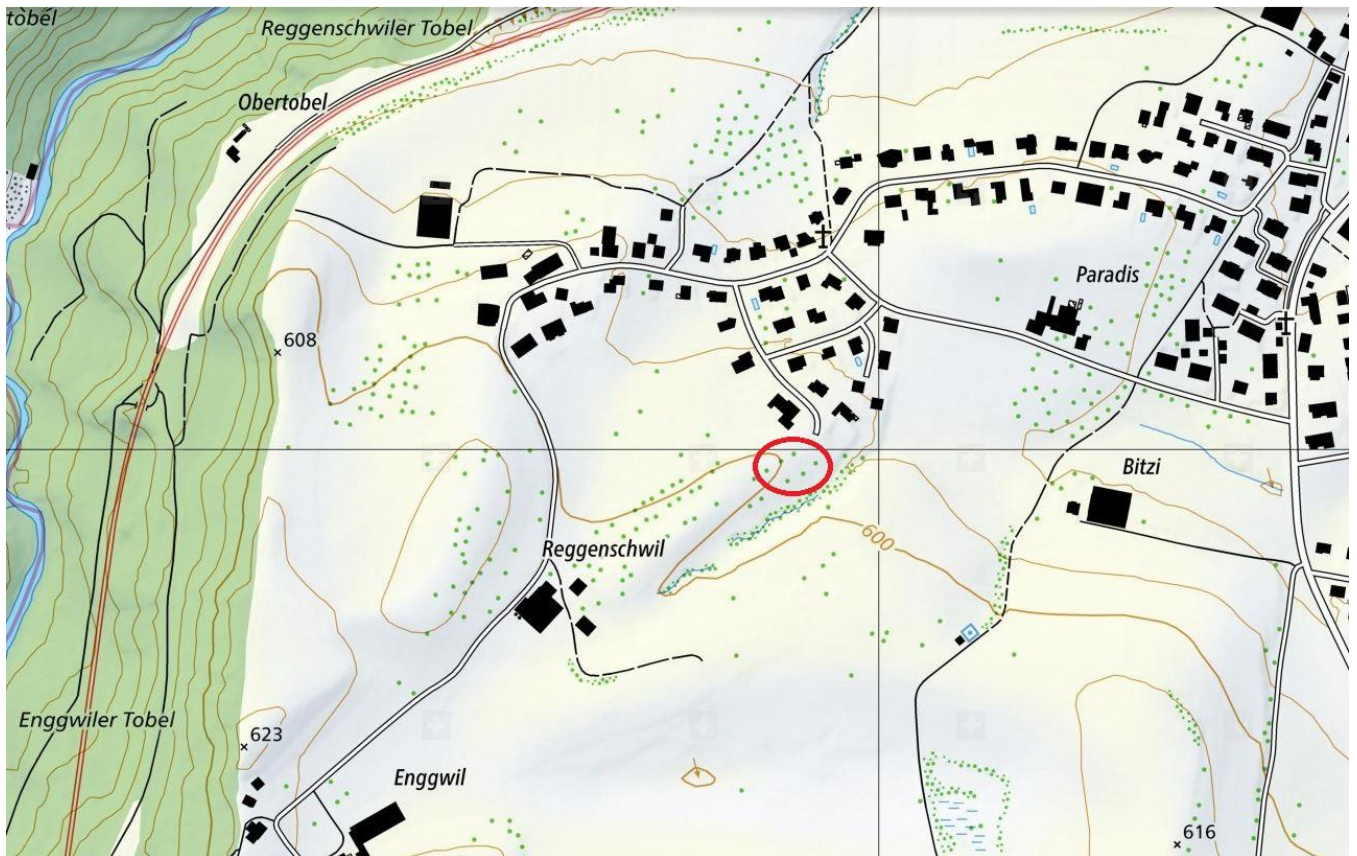 tobel
Reggenschwiler Tobel
Obertobel
Paradis
608
Bitzi
600
Reggenschwil
Enggwiler Tobel
623
Enggwil
616